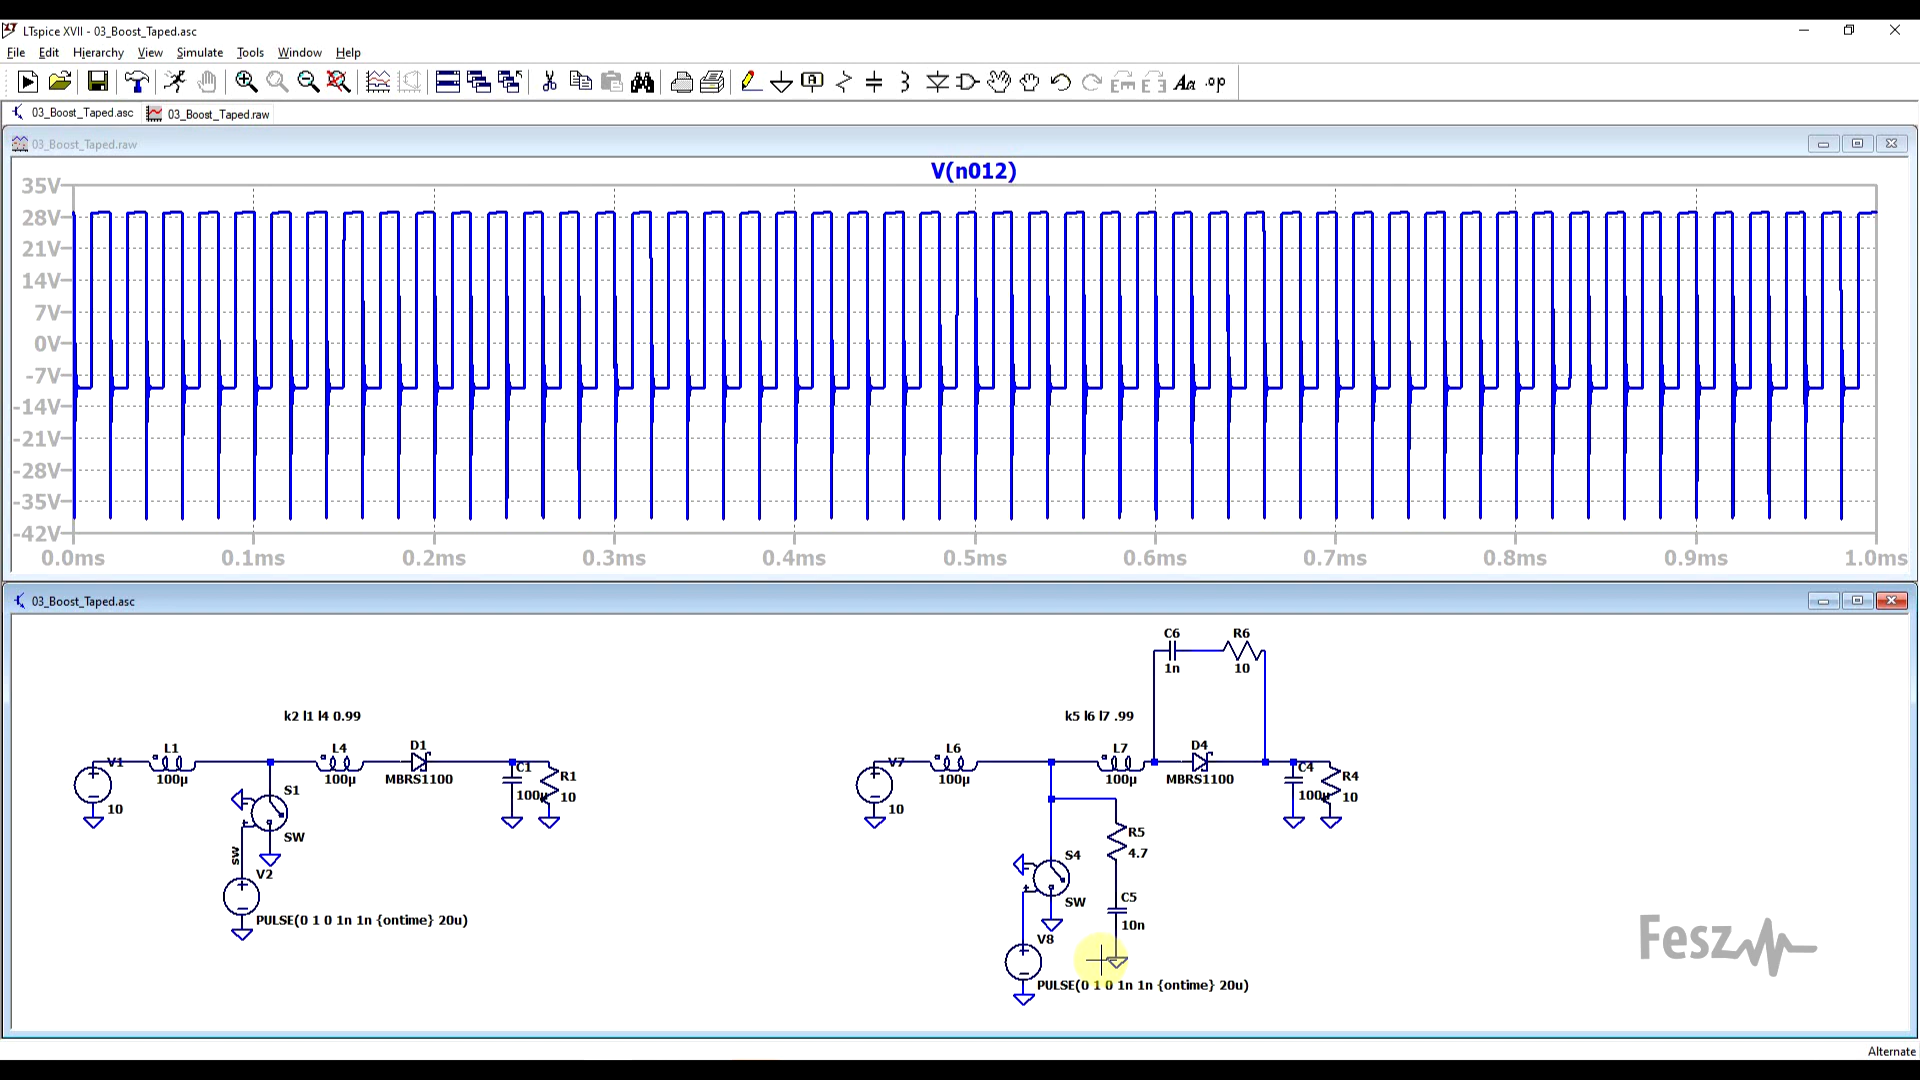 LTspice XVII - 03_Boost_Taped.asc
File Edit Hierarchy View Simulate Tools Window Help
Aa .op
03_Boost_Taped.asc 03_Boost_Taped.raw
03_Boost_Taped.raw
V(n012)
35V
28V
21V
14V
7V
0V
-7V
-14V
-21V
-28V
-35V
-42V
0.0ms 0.1ms 0.2ms 0.3ms 0.4ms 0.5ms 0.6ms 0.7ms 0.8ms 0.9ms 1.0ms
03_Boost_Taped.asc
k2 l1 l4 0.99
V1
10
L1
100µ
L4
100µ
D1
MBRS1100
C1
100µ
R1
10
S1
SW
sw
V2
PULSE(0 1 0 1n 1n {ontime} 20u)
C6
1n
R6
10
k5 l6 l7 .99
V7
10
L6
100µ
L7
100µ
D4
MBRS1100
C4
100µ
R4
10
R5
4.7
S4
SW
C5
10n
V8
PULSE(0 1 0 1n 1n {ontime} 20u)
Fesz
Alternate